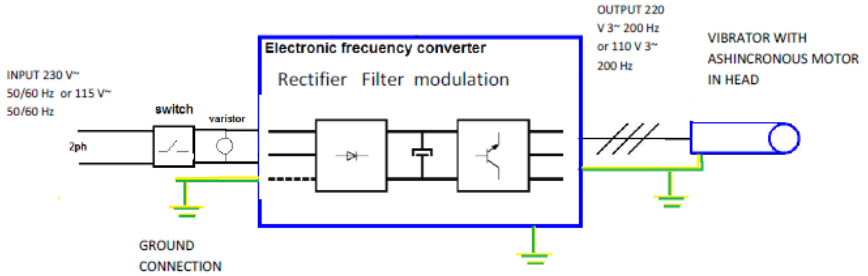 INPUT 230 V~
50/60 Hz or 115 V~
50/60 Hz
switch
varistor
2ph
GROUND
CONNECTION
Electronic frecuency converter
Rectifier Filter modulation
OUTPUT 220
V 3~ 200 Hz
or 110 V 3~
200 Hz
VIBRATOR WITH
ASHINCRONOUS MOTOR
IN HEAD